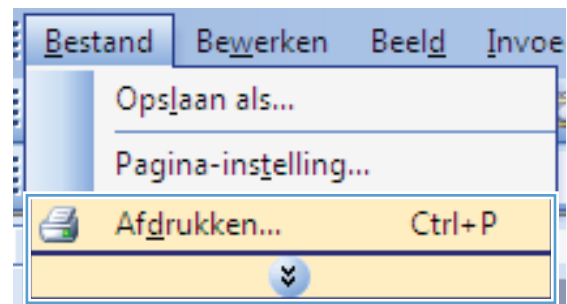 Bestand Bewerken Beeld Invoe
Opslaan als...
Pagina-instelling...
Afdrukken... Ctrl+P